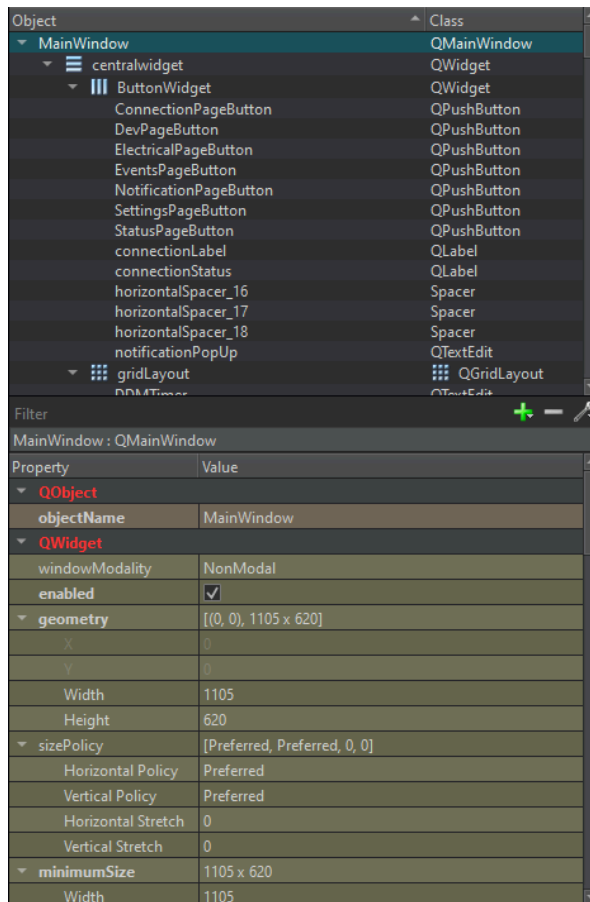 Object Class
MainWindow QMainWindow
centralwidget QWidget
ButtonWidget QWidget
ConnectionPageButton QPushButton
DevPageButton QPushButton
ElectricalPageButton QPushButton
EventsPageButton QPushButton
NotificationPageButton QPushButton
SettingsPageButton QPushButton
StatusPageButton QPushButton
connectionLabel QLabel
connectionStatus QLabel
horizontalSpacer_16 Spacer
horizontalSpacer_17 Spacer
horizontalSpacer_18 Spacer
notificationPopUp QTextEdit
gridLayout QGridLayout
DDMTimer QTextEdit
Filter
MainWindow : QMainWindow
Property Value
QObject
objectName MainWindow
QWidget
windowModality NonModal
enabled
geometry [(0, 0), 1105 x 620]
X 0
Y 0
Width 1105
Height 620
sizePolicy [Preferred, Preferred, 0, 0]
Horizontal Policy Preferred
Vertical Policy Preferred
Horizontal Stretch 0
Vertical Stretch 0
minimumSize 1105 x 620
Width 1105